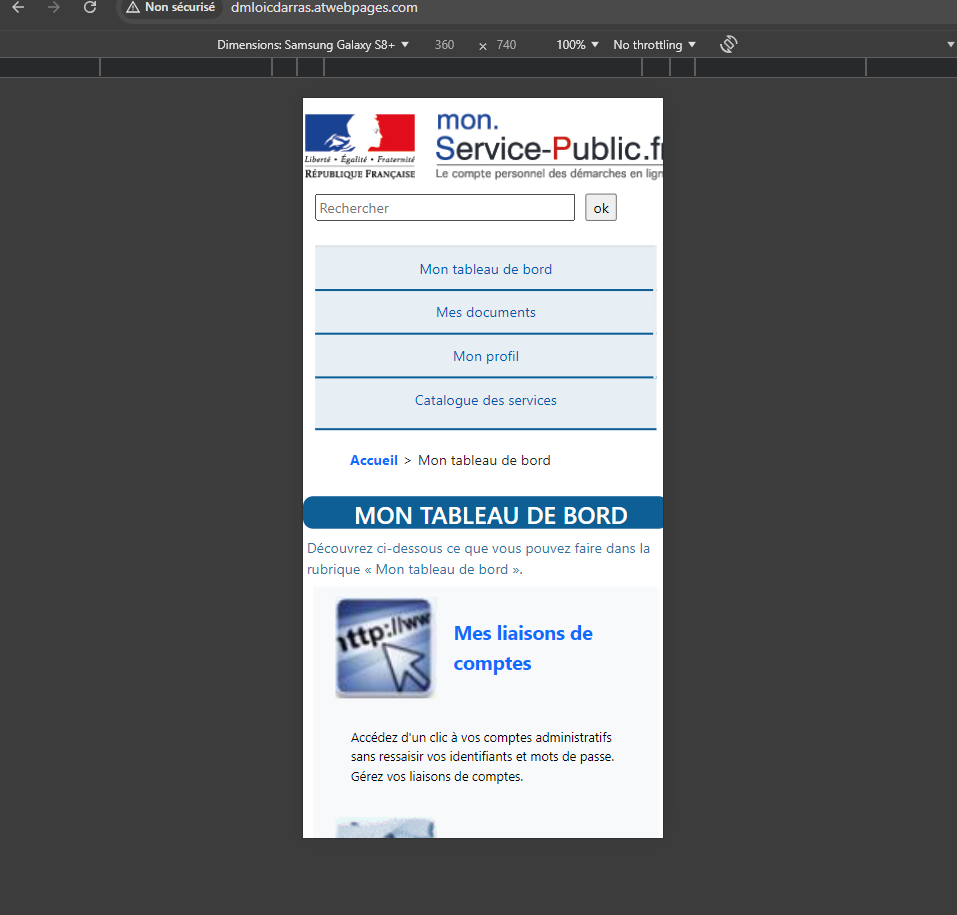 Non sécurisé dmloicdarras.atwebpages.com
Dimensions: Samsung Galaxy S8+ 360 × 740 100% No throttling
mon.
Service-Public.f
Liberté • Égalité • Fraternité
RÉPUBLIQUE FRANÇAISE
Le compte personnel des démarches en lign
Rechercher ok
Mon tableau de bord
Mes documents
Mon profil
Catalogue des services
Accueil > Mon tableau de bord
MON TABLEAU DE BORD
Découvrez ci-dessous ce que vous pouvez faire dans la
rubrique « Mon tableau de bord ».
http://ww
Mes liaisons de
comptes
Accédez d'un clic à vos comptes administratifs
sans ressaisir vos identifiants et mots de passe.
Gérez vos liaisons de comptes.